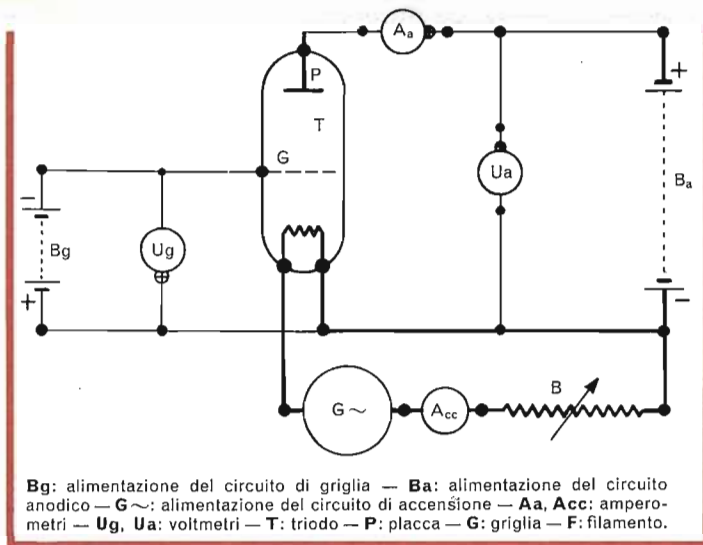 Aa
+
P
T
G
Ua
Ba
–
Bg
Ug
+
–
B
G~
Acc
Bg: alimentazione del circuito di griglia — Ba: alimentazione del circuito
anodico — G~: alimentazione del circuito di accensione — Aa, Acc: ampero-
metri — Ug, Ua: voltmetri — T: triodo — P: placca — G: griglia — F: filamento.